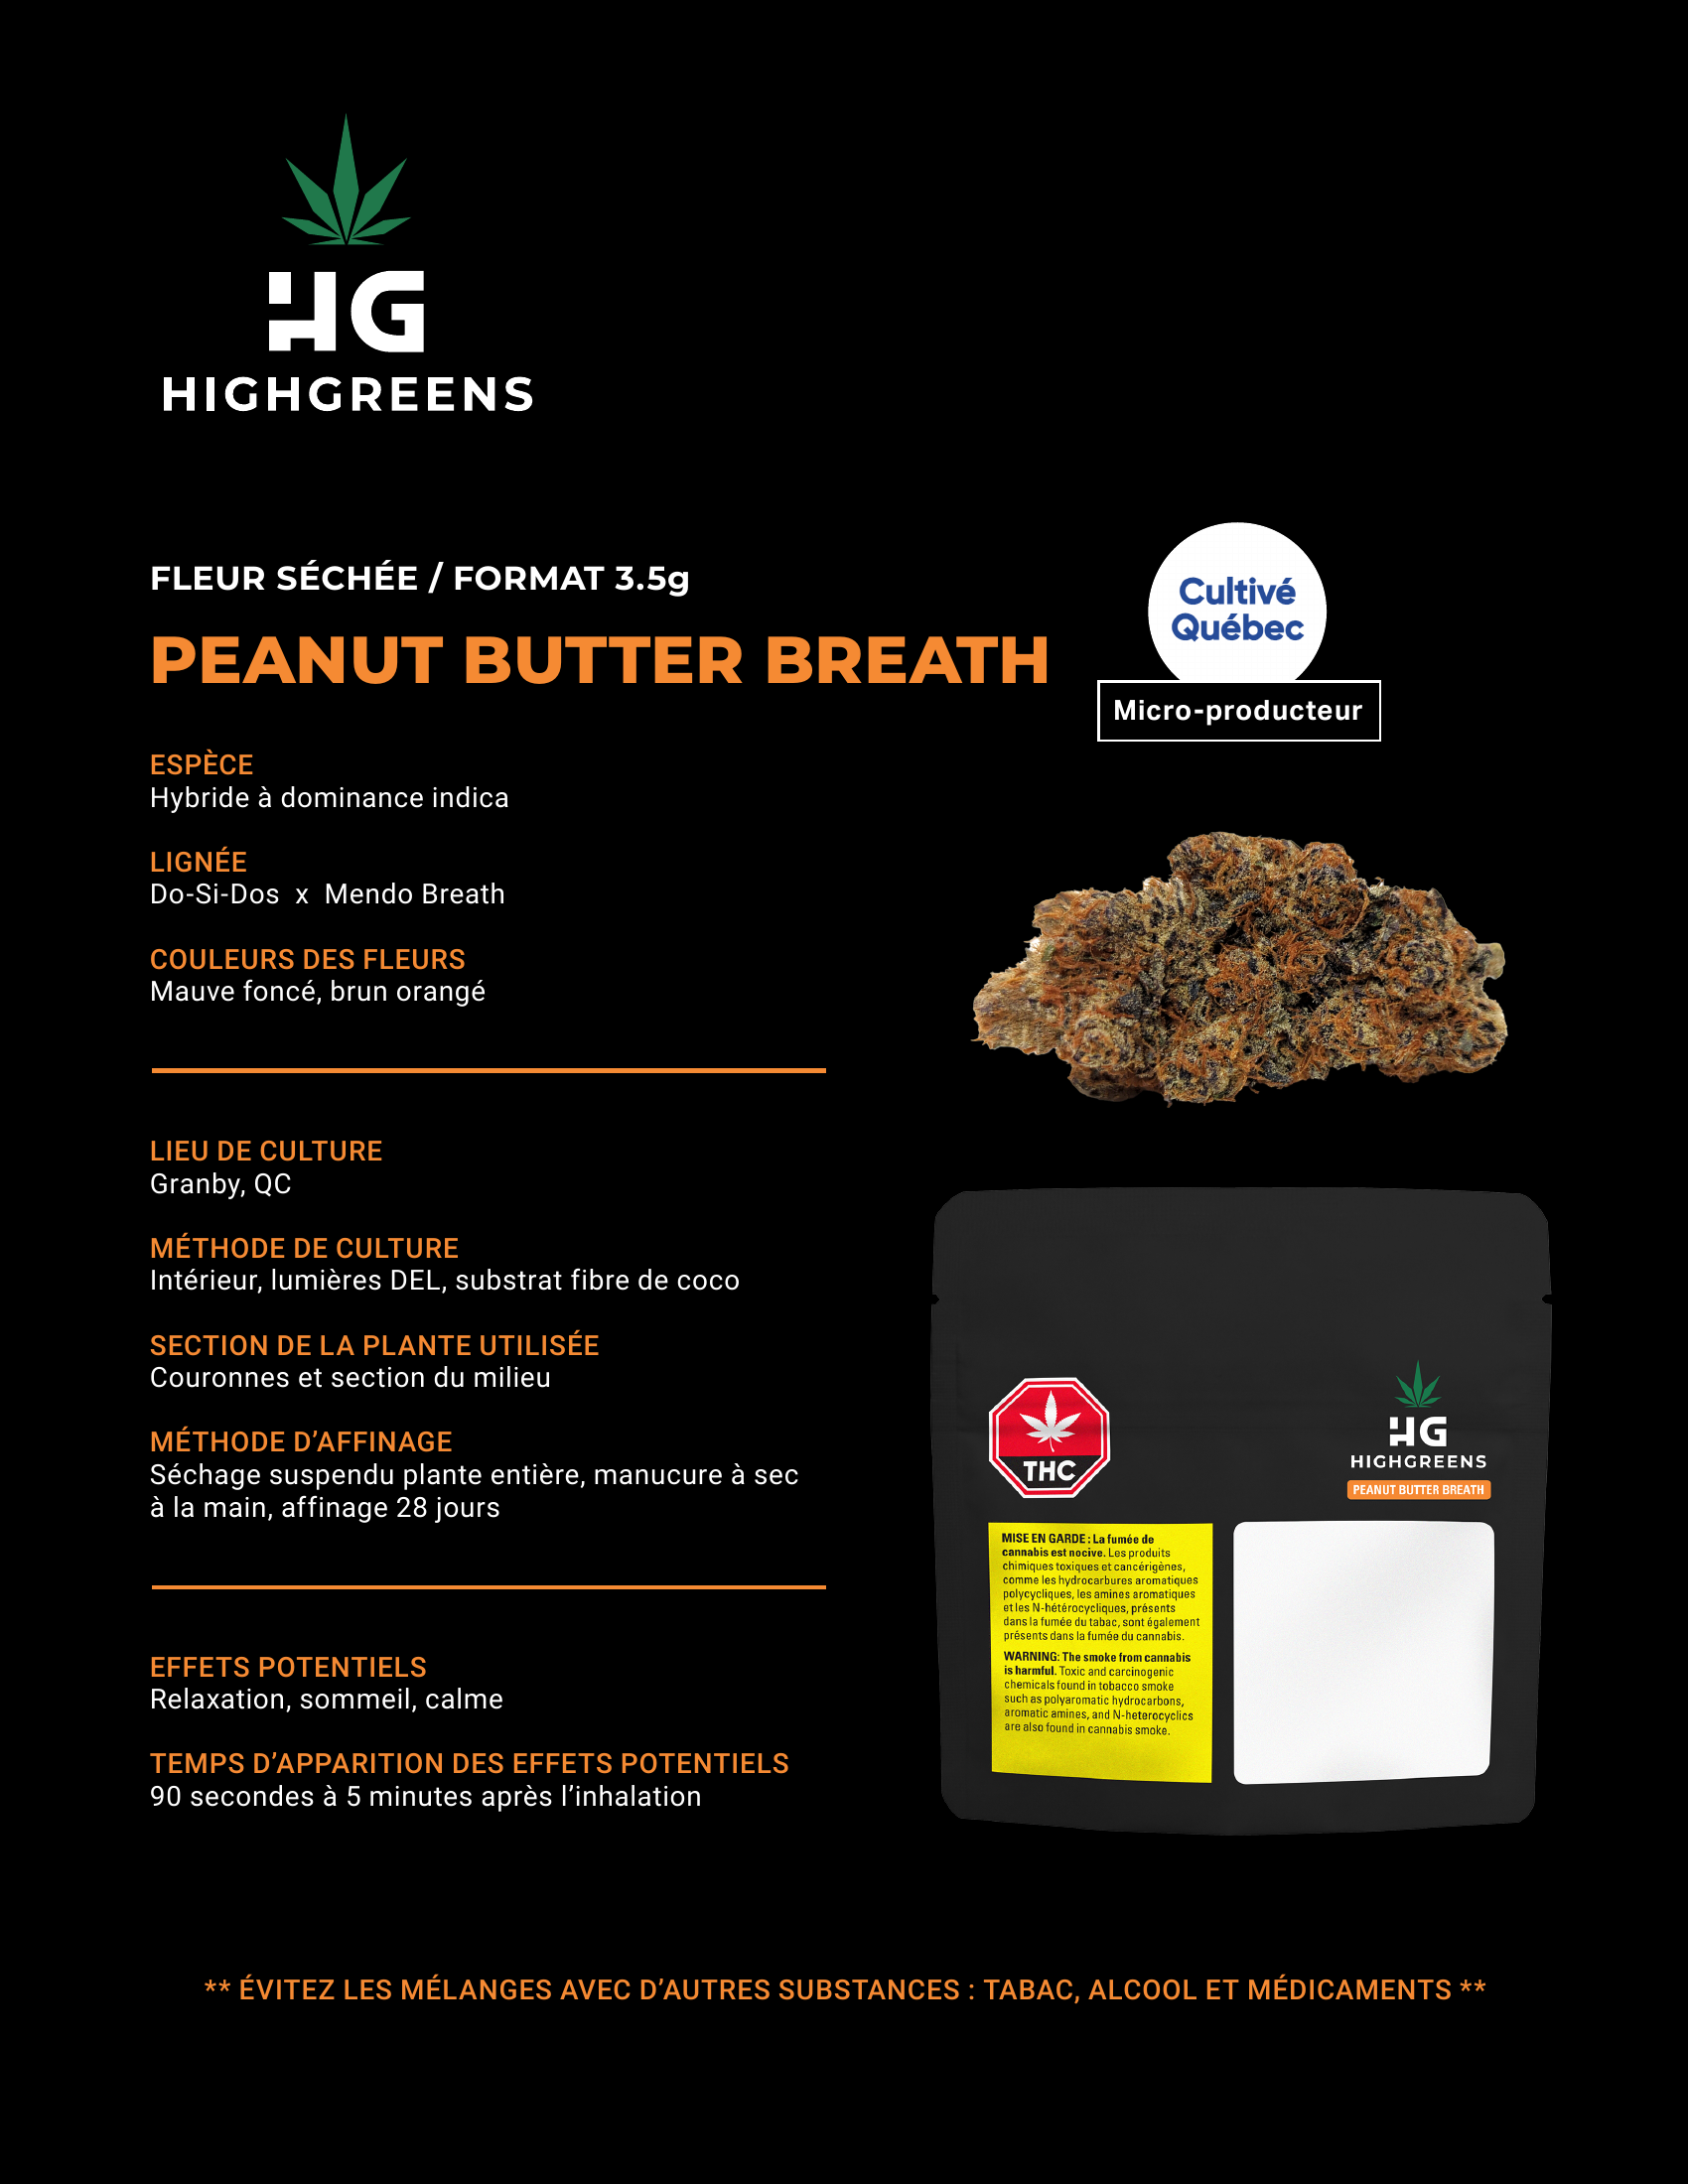 HG
HIGHGREENS
FLEUR SÉCHÉE / FORMAT 3.5g
PEANUT BUTTER BREATH
Cultivé
Québec
Micro-producteur
ESPÈCE
Hybride à dominance indica
LIGNÉE
Do-Si-Dos x Mendo Breath
COULEURS DES FLEURS
Mauve foncé, brun orangé
LIEU DE CULTURE
Granby, QC
MÉTHODE DE CULTURE
Intérieur, lumières DEL, substrat fibre de coco
SECTION DE LA PLANTE UTILISÉE
Couronnes et section du milieu
MÉTHODE D’AFFINAGE
Séchage suspendu plante entière, manucure à sec
à la main, affinage 28 jours
EFFETS POTENTIELS
Relaxation, sommeil, calme
TEMPS D’APPARITION DES EFFETS POTENTIELS
90 secondes à 5 minutes après l’inhalation
THC
HG
HIGHGREENS
PEANUT BUTTER BREATH
MISE EN GARDE : La fumée de
cannabis est nocive. Les produits
chimiques toxiques et cancérigènes,
comme les hydrocarbures aromatiques
polycycliques, les amines aromatiques
et les N-hétérocycliques, présents
dans la fumée du tabac, sont également
présents dans la fumée du cannabis.
WARNING: The smoke from cannabis
is harmful. Toxic and carcinogenic
chemicals found in tobacco smoke
such as polyaromatic hydrocarbons,
aromatic amines, and N-heterocyclics
are also found in cannabis smoke.
** ÉVITEZ LES MÉLANGES AVEC D’AUTRES SUBSTANCES : TABAC, ALCOOL ET MÉDICAMENTS **